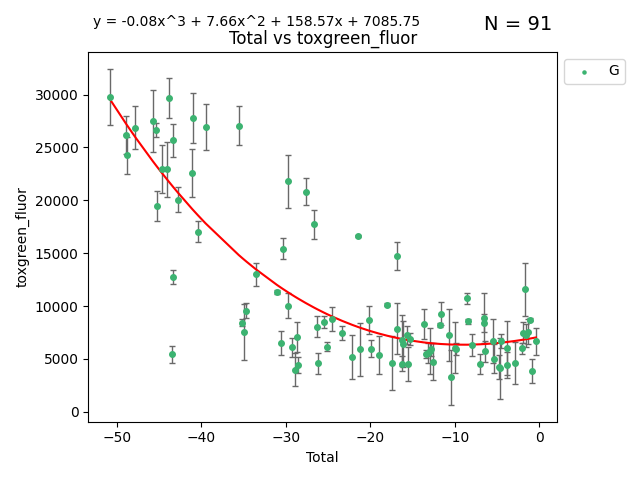 y = -0.08x^3 + 7.66x^2 + 158.57x + 7085.75
N = 91
Total vs toxgreen_fluor
G
30000
25000
20000
15000
10000
5000
0
toxgreen_fluor
−50 −40 −30 −20 −10 0
Total